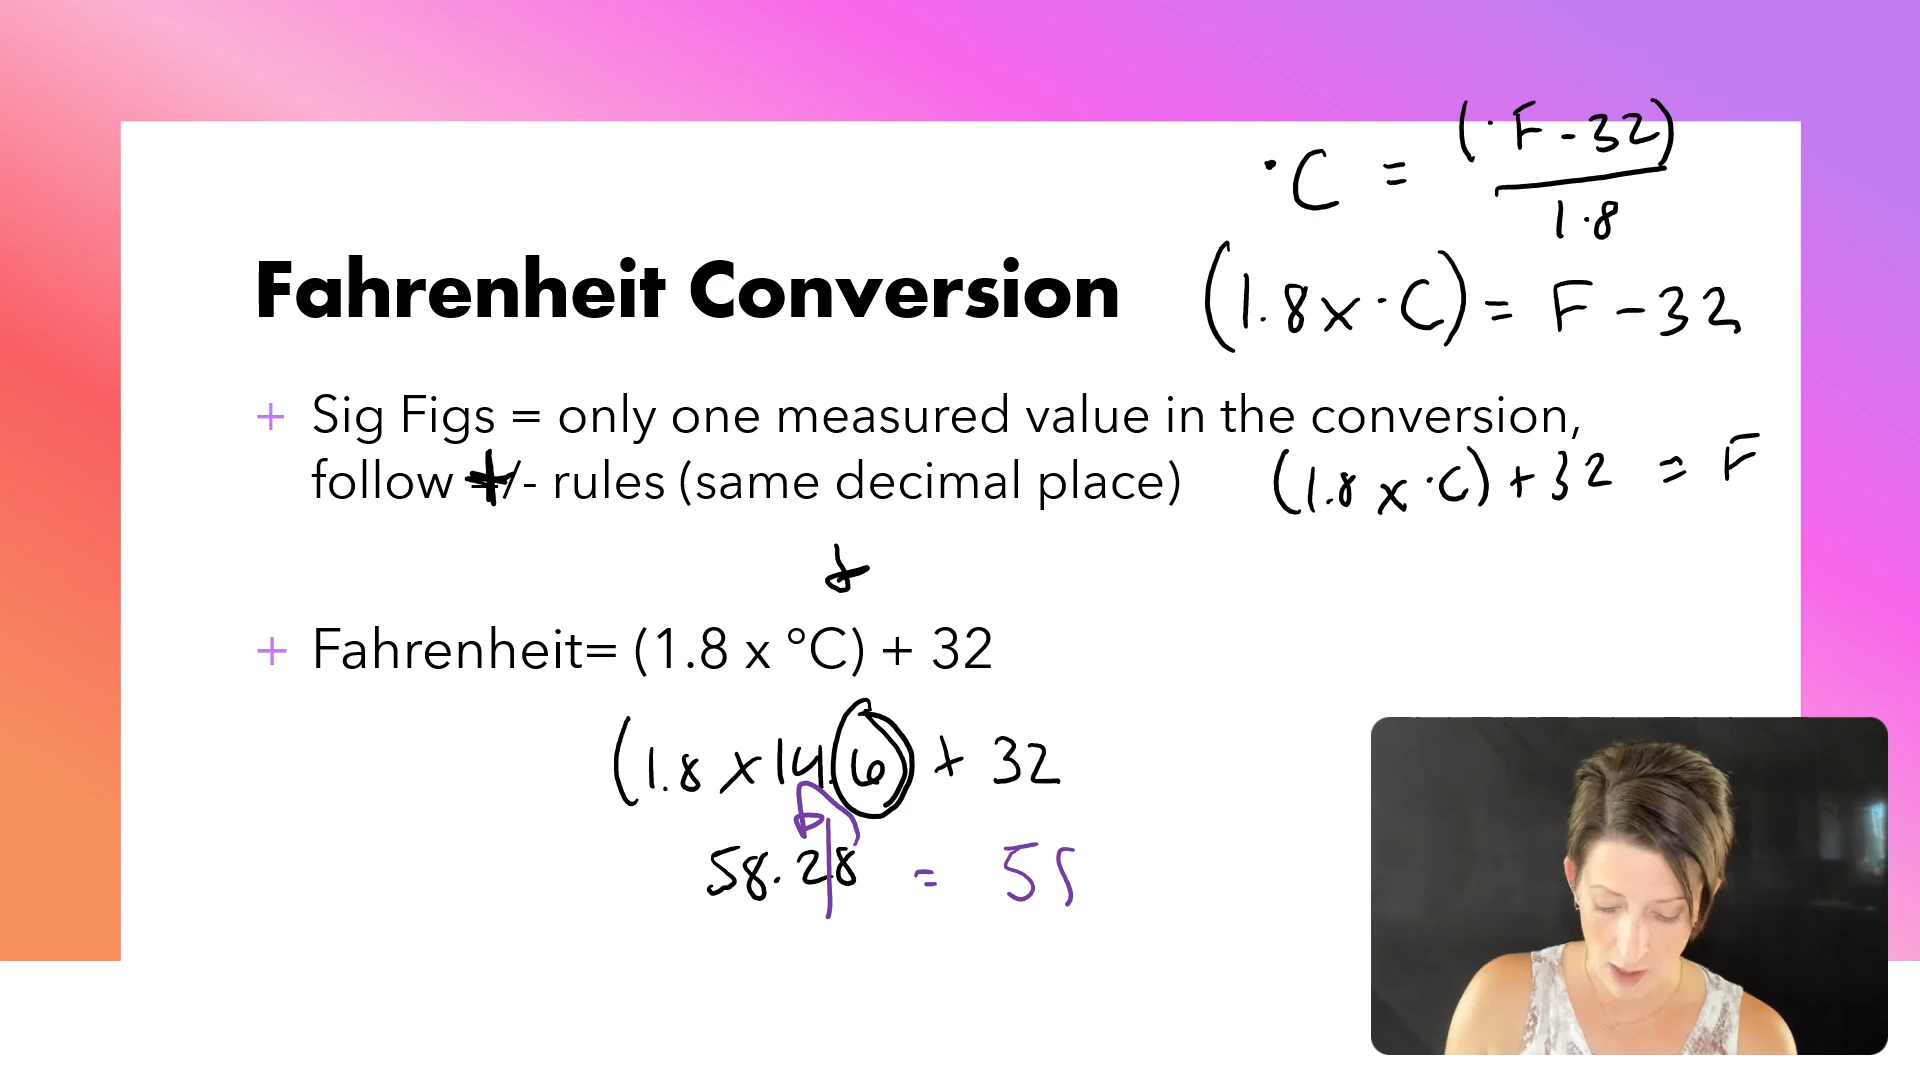 °C = (°F - 32)
1.8
Fahrenheit Conversion
(1.8 x °C) = F - 32
+ Sig Figs = only one measured value in the conversion,
follow +/- rules (same decimal place)
(1.8 x °C) + 32 = F
+ Fahrenheit= (1.8 x °C) + 32
(1.8 x 14.6) + 32
58.28 = 5